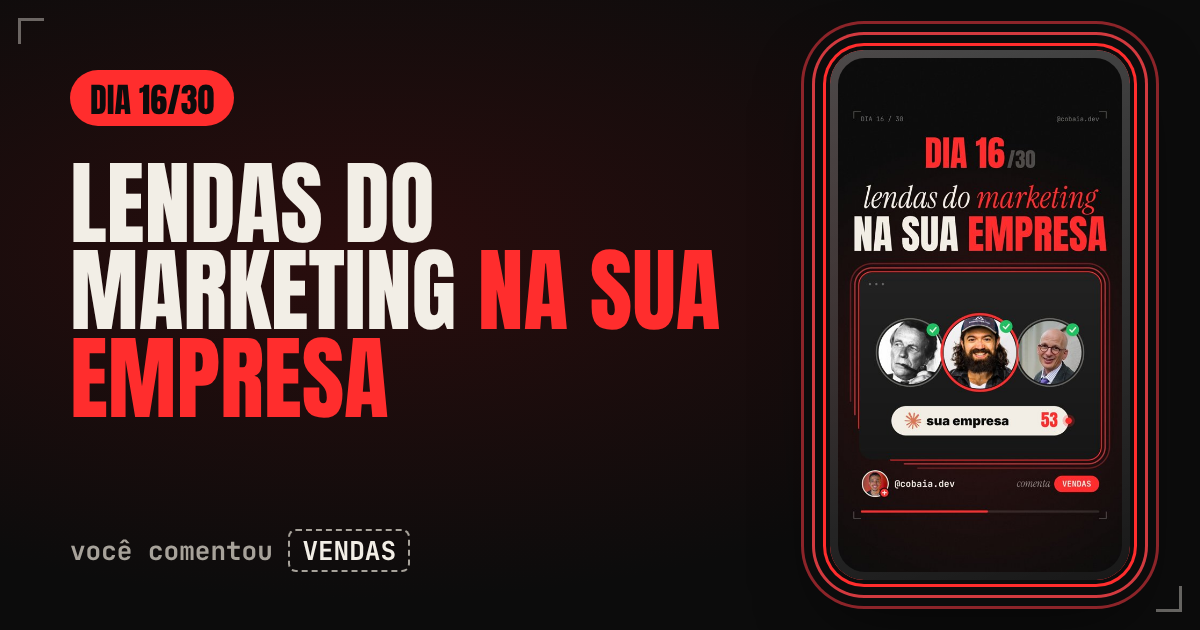 DIA 16/30
LENDAS DO
MARKETING NA SUA
EMPRESA
você comentou VENDAS
DIA 16 / 30
@cobaia.dev
DIA 16/30
lendas do marketing
NA SUA EMPRESA
sua empresa 53
@cobaia.dev
comenta VENDAS